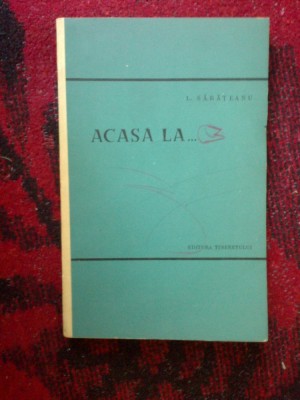 I. SĂRĂȚEANU
ACASA LA...
EDITURA TINERETULUI